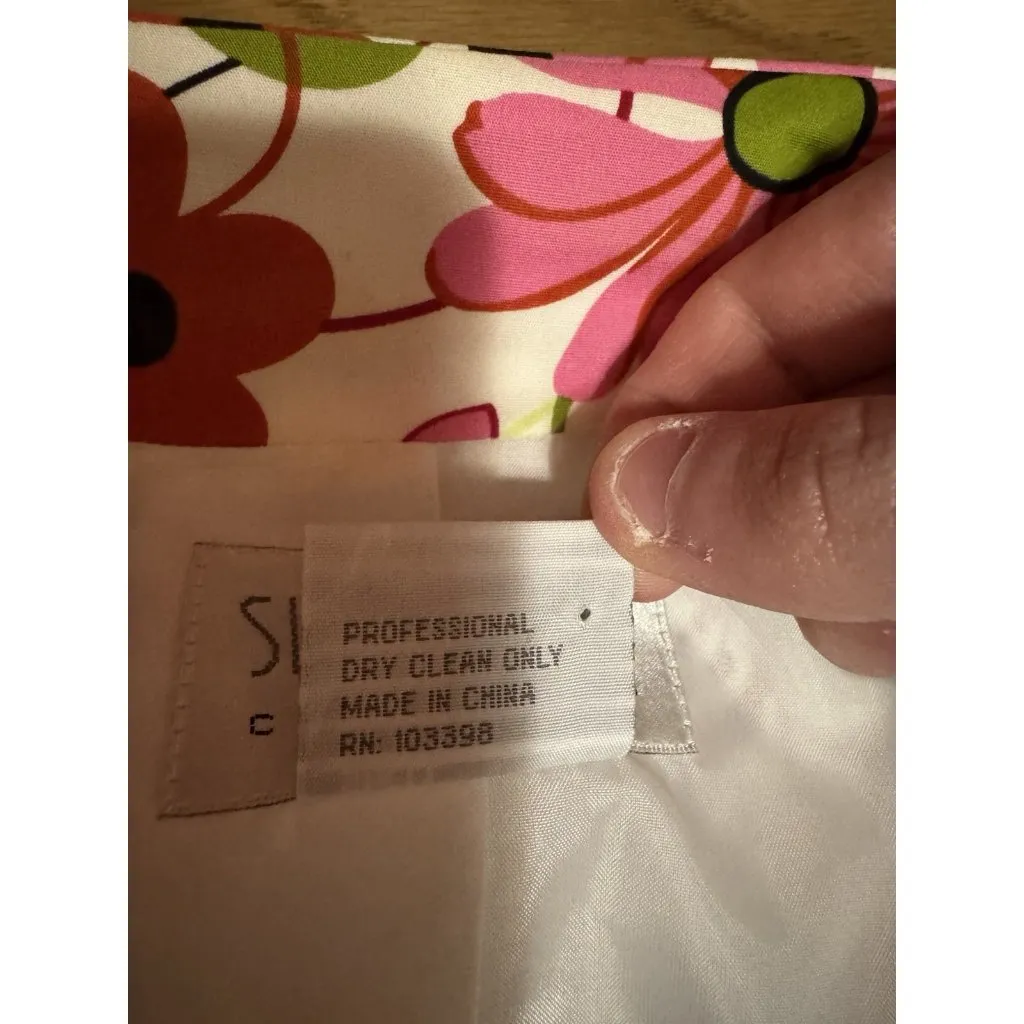 S
C
PROFESSIONAL
DRY CLEAN ONLY
MADE IN CHINA
RN: 103398